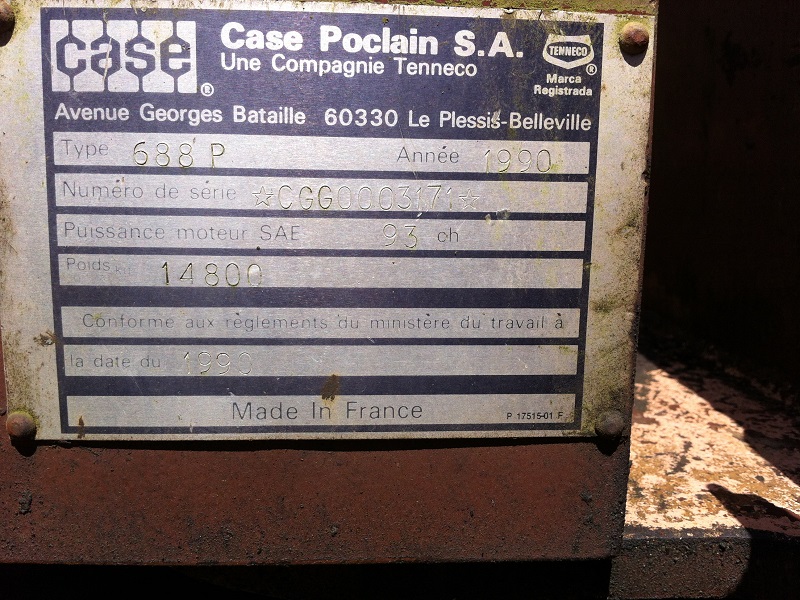 case ®
Case Poclain S.A.
Une Compagnie Tenneco
TENNECO ®
Marca
Registrada
Avenue Georges Bataille 60330 Le Plessis-Belleville
Type 688 P Année 1990
Numéro de série ☆CGG0003171☆
Puissance moteur SAE 93 ch
Poids 14800
Conforme aux règlements du ministère du travail à
la date du 1990
Made In France P 17515-01 F